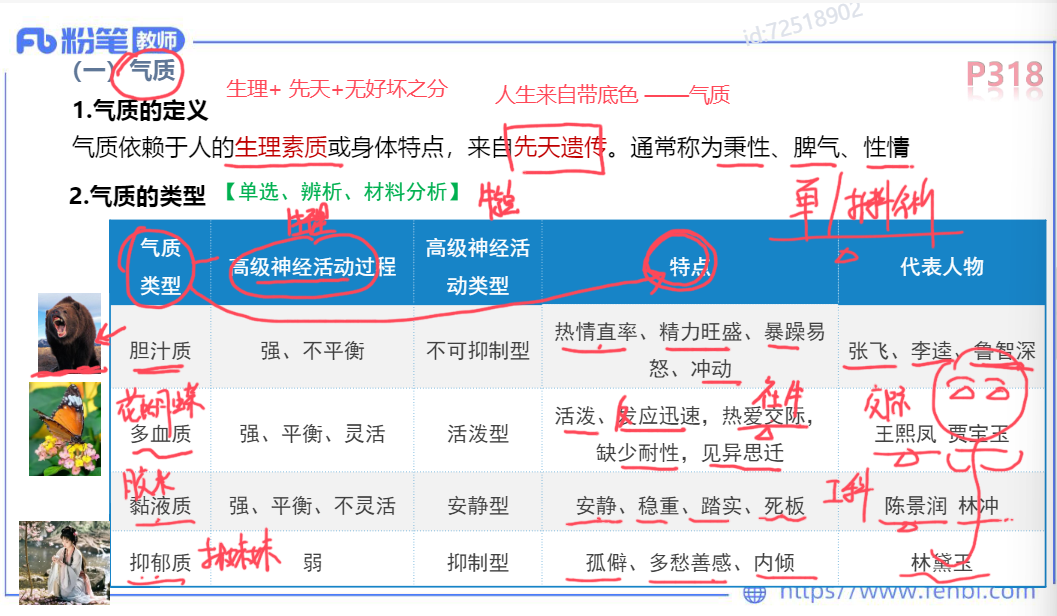 id:72518902
粉笔 教师
（一）气质
P318
生理+ 先天+无好坏之分
人生来自带底色 ——气质
1.气质的定义
气质依赖于人的生理素质或身体特点，来自先天遗传。通常称为秉性、脾气、性情
2.气质的类型 【单选、辨析、材料分析】
生理
气质类型 高级神经活动过程 高级神经活动类型 特点 代表人物
胆汁质 强、不平衡 不可抑制型 热情直率、精力旺盛、暴躁易怒、冲动 张飞、李逵、鲁智深
花的蝴蝶
交际
多血质 强、平衡、灵活 活泼型 活泼、反应迅速，热爱交际，缺少耐性，见异思迁 王熙凤 贾宝玉
胶水
工科
黏液质 强、平衡、不灵活 安静型 安静、稳重、踏实、死板 陈景润 林冲
抑郁质 弱 抑制型 孤僻、多愁善感、内倾 林黛玉
https://www.fenbi.com